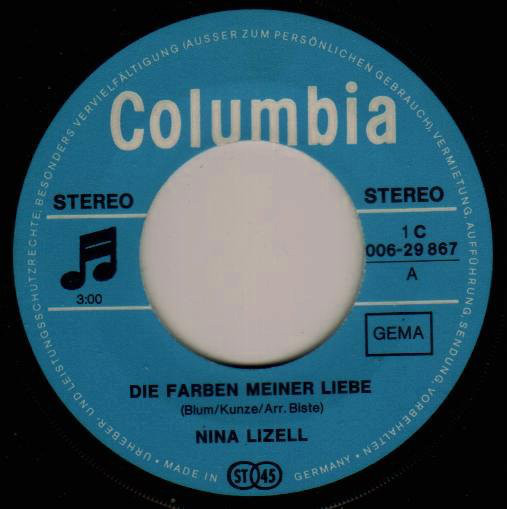 URHEBER- UND LEISTUNGSSCHUTZRECHTE, BESONDERS VERVIELFÄLTIGUNG (AUSSER ZUM PERSÖNLICHEN GEBRAUCH), VERMIETUNG, AUFFÜHRUNG, SENDUNG, VORBEHALTEN
Columbia
STEREO
STEREO
3:00
1 C
006-29 867
A
GEMA
DIE FARBEN MEINER LIEBE
(Blum/Kunze/Arr. Biste)
NINA LIZELL
• MADE IN ST 45 GERMANY •